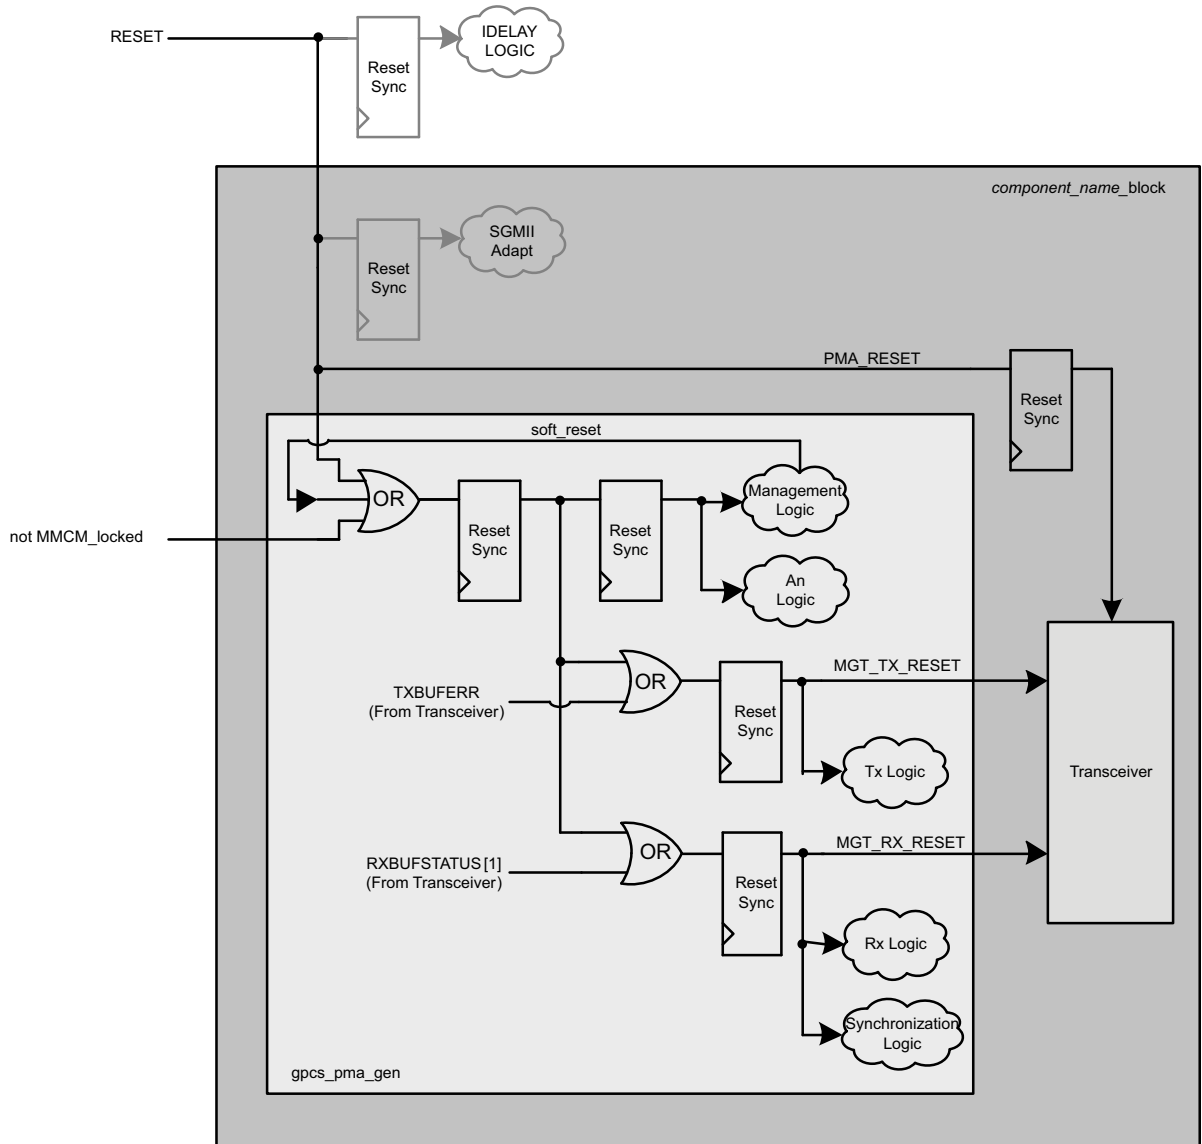 RESET
IDELAY
LOGIC
Reset
Sync
component_name_block
SGMII
Adapt
Reset
Sync
PMA_RESET
Reset
Sync
soft_reset
OR
Management
Logic
Reset
Sync
Reset
Sync
not MMCM_locked
An
Logic
OR
MGT_TX_RESET
TXBUFERR
(From Transceiver)
Reset
Sync
Tx Logic
Transceiver
OR
MGT_RX_RESET
RXBUFSTATUS[1]
(From Transceiver)
Reset
Sync
Rx Logic
Synchronization
Logic
gpcs_pma_gen